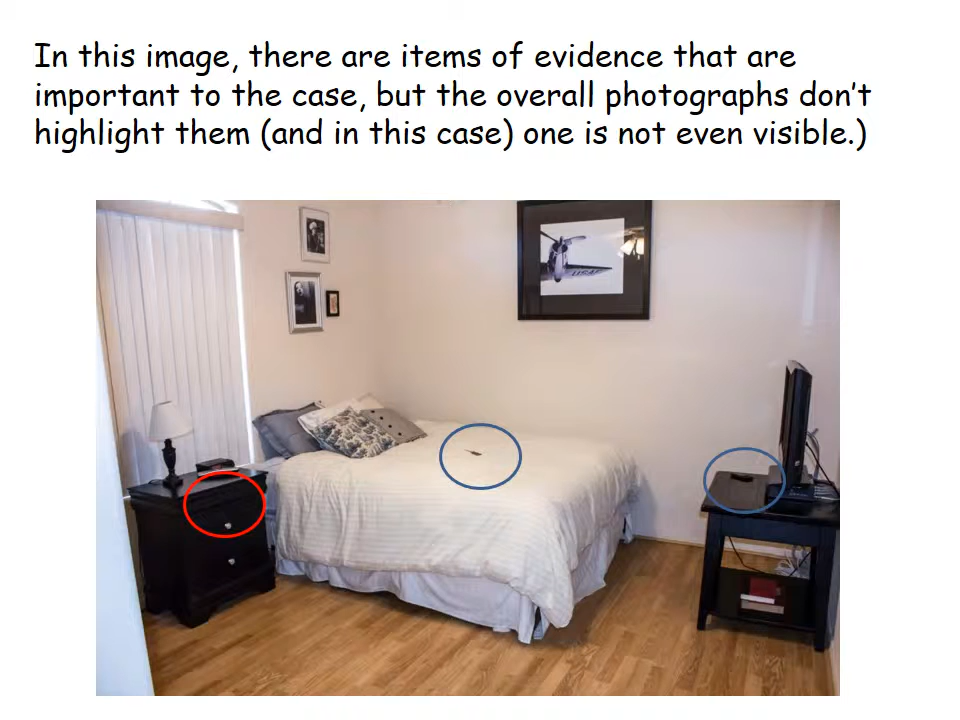 In this image, there are items of evidence that are
important to the case, but the overall photographs don’t
highlight them (and in this case) one is not even visible.)
USAF